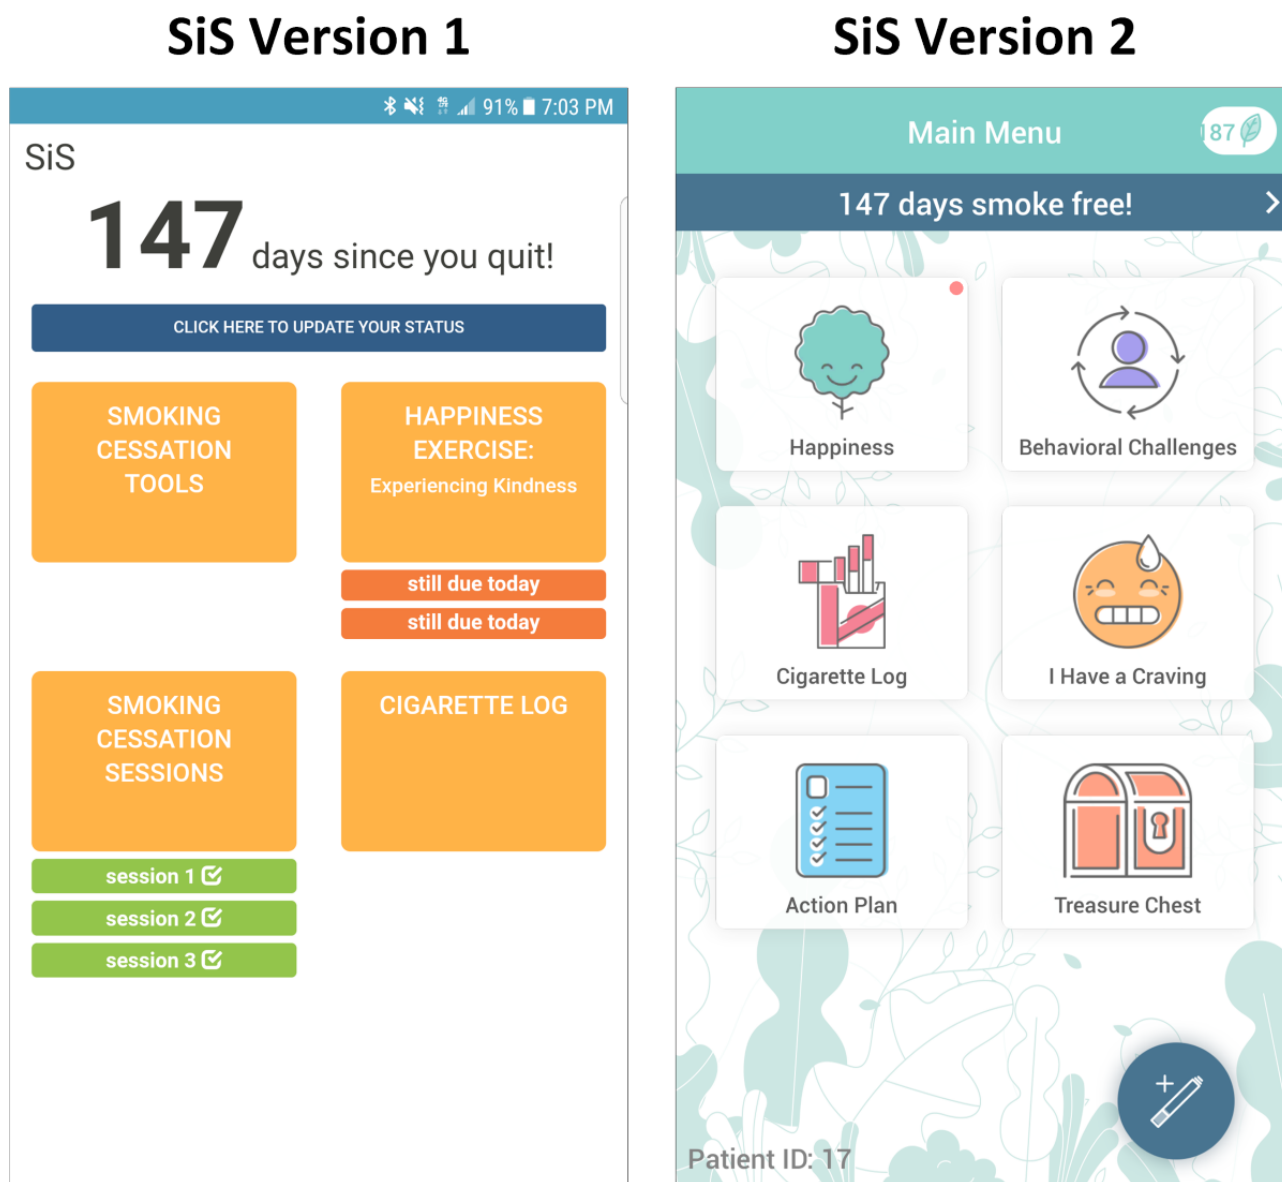 SiS Version 1
91% 7:03 PM
SiS
147 days since you quit!
CLICK HERE TO UPDATE YOUR STATUS
SMOKING
CESSATION
TOOLS
HAPPINESS
EXERCISE:
Experiencing Kindness
still due today
still due today
SMOKING
CESSATION
SESSIONS
CIGARETTE LOG
session 1
session 2
session 3
SiS Version 2
Main Menu
87
147 days smoke free!
Happiness
Behavioral Challenges
Cigarette Log
I Have a Craving
Action Plan
Treasure Chest
Patient ID: 17